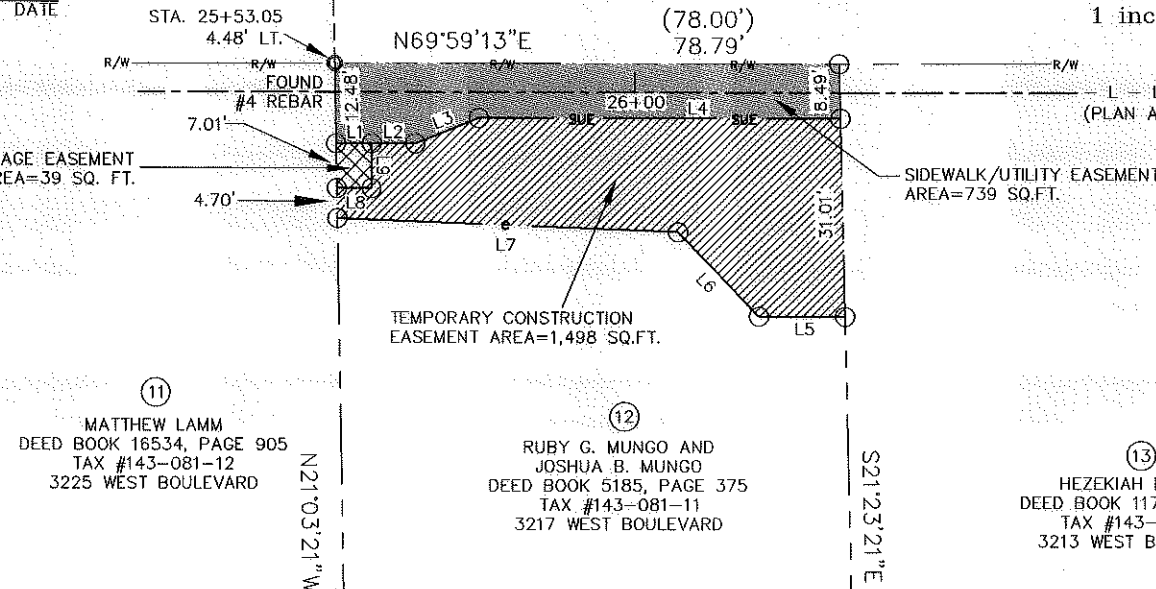 DATE
STA. 25+53.05
4.48' LT.
N69°59'13"E
(78.00')
78.79'
1 inc
R/W
R/W
R/W
R/W
R/W
FOUND
#4 REBAR
12.48'
26+00
L4
8.49'
L
(PLAN A
7.01'
L1
L2
L3
SUE
SUE
AGE EASEMENT
REA=39 SQ. FT.
L9
SIDEWALK/UTILITY EASEMENT
AREA=739 SQ.FT.
4.70'
L8
31.01'
e
L7
L6
TEMPORARY CONSTRUCTION
EASEMENT AREA=1,498 SQ.FT.
L5
11
MATTHEW LAMM
DEED BOOK 16534, PAGE 905
TAX #143-081-12
3225 WEST BOULEVARD
N21°03'21"W
12
RUBY G. MUNGO AND
JOSHUA B. MUNGO
DEED BOOK 5185, PAGE 375
TAX #143-081-11
3217 WEST BOULEVARD
S21°23'21"E
13
HEZEKIAH
DEED BOOK 117
TAX #143-
3213 WEST B